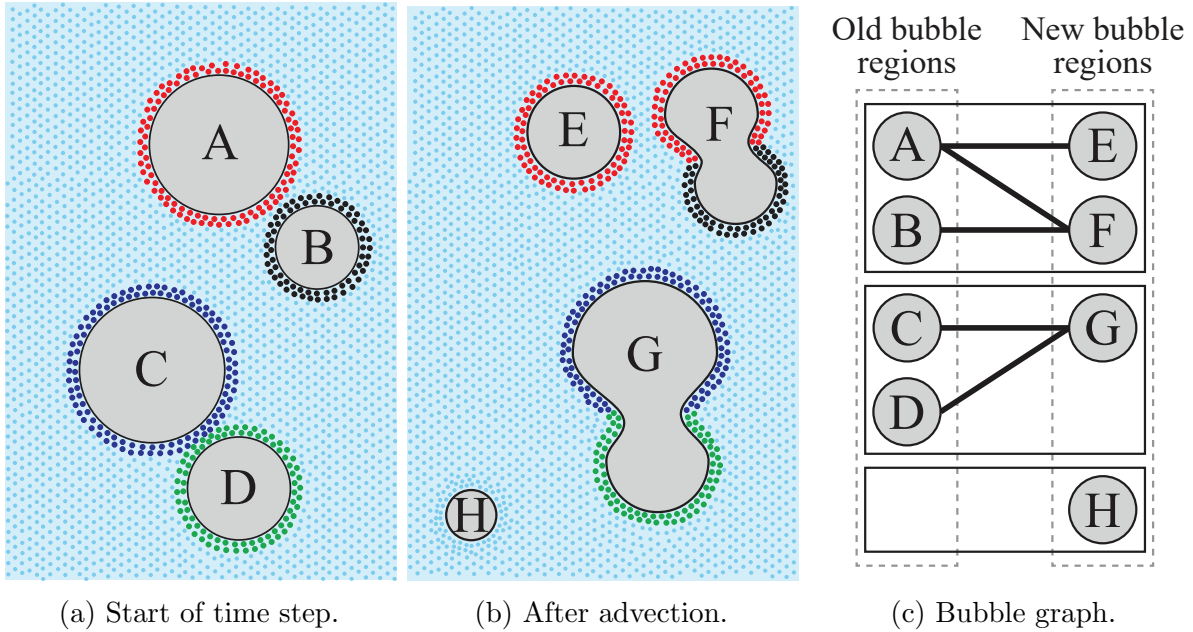 A
B
C
D
E
F
G
H
Old bubble
regions
New bubble
regions
A
E
B
F
C
G
D
H
(a) Start of time step.
(b) After advection.
(c) Bubble graph.